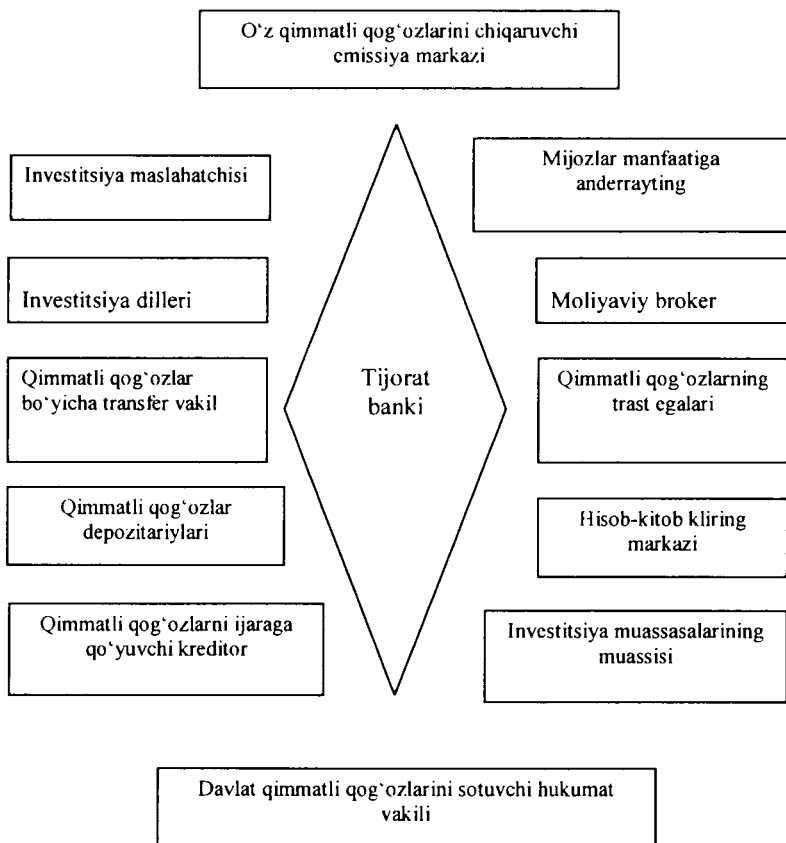 O‘z qimmatli qog‘ozlarini chiqaruvchi
emissiya markazi
Investitsiya maslahatchisi
Mijozlar manfaatiga
anderrayting
Investitsiya dilleri
Moliyaviy broker
Qimmatli qog‘ozlar
bo‘yicha transfer vakil
Tijorat
banki
Qimmatli qog‘ozlarning
trast egalari
Qimmatli qog‘ozlar
depozitariylari
Hisob-kitob kliring
markazi
Qimmatli qog‘ozlarni ijaraga
qo‘yuvchi kreditor
Investitsiya muassasalarining
muassisi
Davlat qimmatli qog‘ozlarini sotuvchi hukumat
vakili